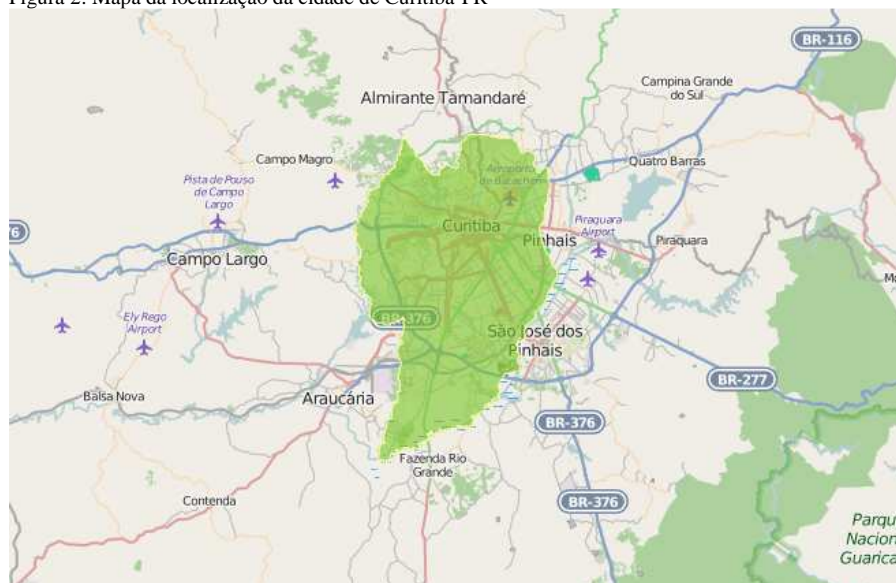 Figura 2: Mapa da localização da cidade de Curitiba-PR
BR-116
Campina Grande
do Sul
Almirante Tamandaré
Campo Magro
Aeroporto
de Bacacheri
Quatro Barras
Pista de Pouso
de Campo
Largo
Curitiba
Piraquara
Airport
Pinhais
Piraquara
Campo Largo
BR-376
Ely Rego
Airport
São José dos
Pinhais
BR-277
Balsa Nova
Araucária
BR-376
Fazenda Rio
Grande
Contenda
BR-376
Parqu
Nacion
Guarica